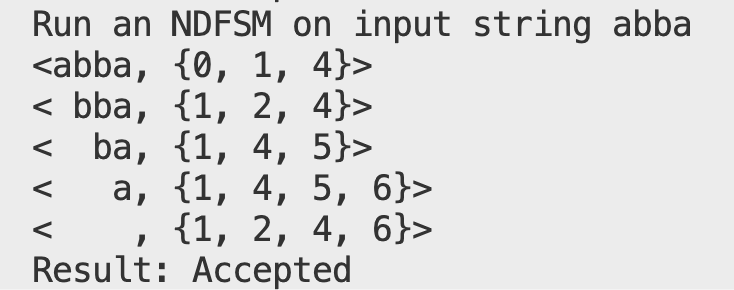 Run an NDFSM on input string abba
<abba, {0, 1, 4}>
< bba, {1, 2, 4}>
<  ba, {1, 4, 5}>
<   a, {1, 4, 5, 6}>
<    , {1, 2, 4, 6}>
Result: Accepted